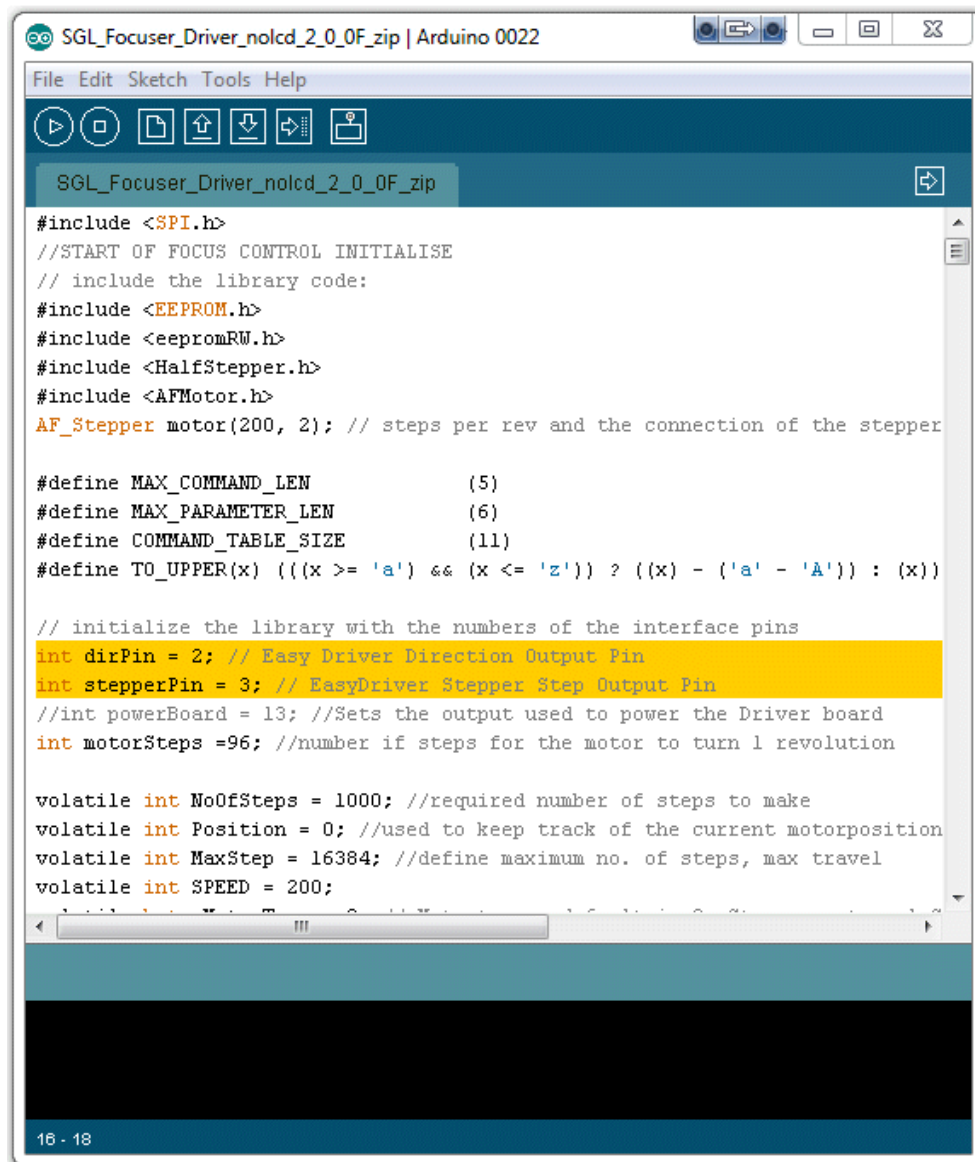 SGL_Focuser_Driver_nolcd_2_0_0F_zip | Arduino 0022
File Edit Sketch Tools Help
SGL_Focuser_Driver_nolcd_2_0_0F_zip
#include <SPI.h>
//START OF FOCUS CONTROL INITIALISE
// include the library code:
#include <EEPROM.h>
#include <eepromRW.h>
#include <HalfStepper.h>
#include <AFMotor.h>
AF_Stepper motor(200, 2); // steps per rev and the connection of the stepper
#define MAX_COMMAND_LEN (5)
#define MAX_PARAMETER_LEN (6)
#define COMMAND_TABLE_SIZE (11)
#define TO_UPPER(x) (((x >= 'a') && (x <= 'z')) ? ((x) - ('a' - 'A')) : (x))
// initialize the library with the numbers of the interface pins
int dirPin = 2; // Easy Driver Direction Output Pin
int stepperPin = 3; // EasyDriver Stepper Step Output Pin
//int powerBoard = 13; //Sets the output used to power the Driver board
int motorSteps =96; //number if steps for the motor to turn 1 revolution
volatile int NoOfSteps = 1000; //required number of steps to make
volatile int Position = 0; //used to keep track of the current motorposition
volatile int MaxStep = 16384; //define maximum no. of steps, max travel
volatile int SPEED = 200;
16 - 18